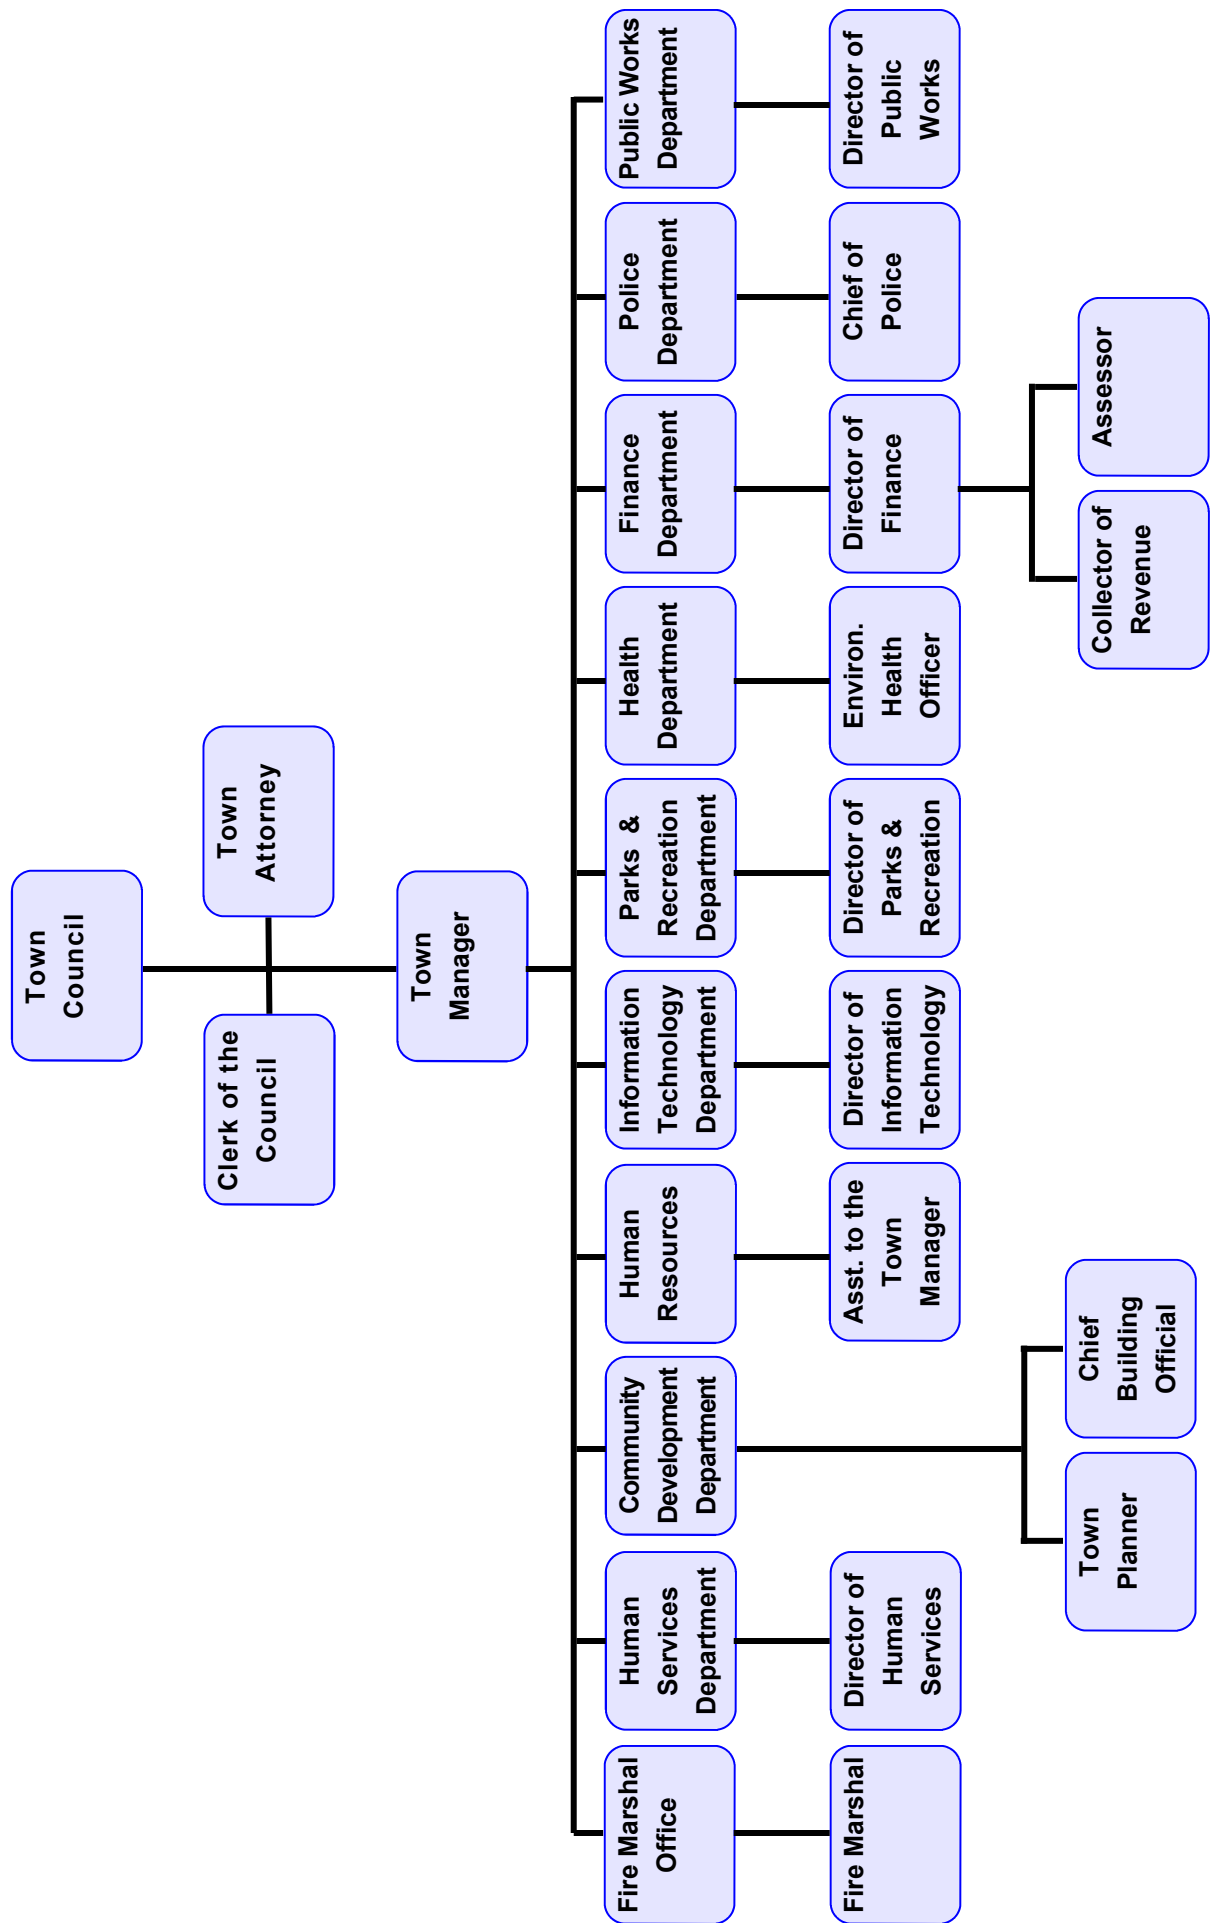 Town
Council
Clerk of the
Council
Town
Attorney
Town
Manager
Fire Marshal
Office
Human
Services
Department
Community
Development
Department
Human
Resources
Information
Technology
Department
Parks &
Recreation
Department
Health
Department
Finance
Department
Police
Department
Public Works
Department
Fire Marshal
Director of
Human
Services
Asst. to the
Town
Manager
Director of
Information
Technology
Director of
Parks &
Recreation
Environ.
Health
Officer
Director of
Finance
Chief of
Police
Director of
Public
Works
Town
Planner
Chief
Building
Official
Collector of
Revenue
Assessor